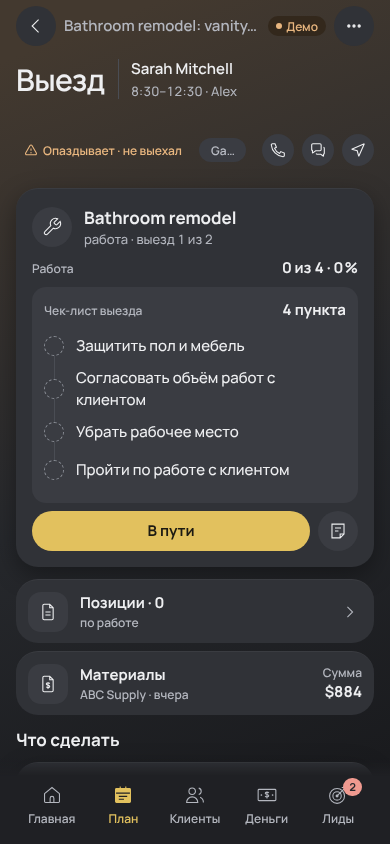 Bathroom remodel: vanity...
Демо
Выезд
Sarah Mitchell
8:30–12:30 · Alex
Опаздывает · не выехал
Ga...
Bathroom remodel
работа · выезд 1 из 2
Работа
0 из 4 · 0 %
Чек-лист выезда
4 пункта
Защитить пол и мебель
Согласовать объём работ с
клиентом
Убрать рабочее место
Пройти по работе с клиентом
В пути
Позиции · 0
по работе
Материалы
ABC Supply · вчера
Сумма
$884
Что сделать
2
Главная
План
Клиенты
Деньги
Лиды